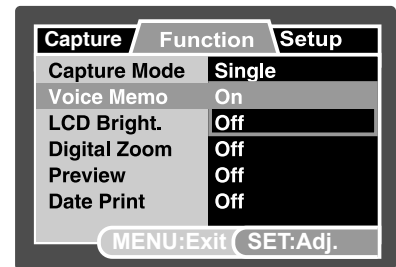 Capture Function Setup
Capture Mode Single
Voice Memo On
LCD Bright. Off
Digital Zoom Off
Preview Off
Date Print Off
MENU:Exit SET:Adj.